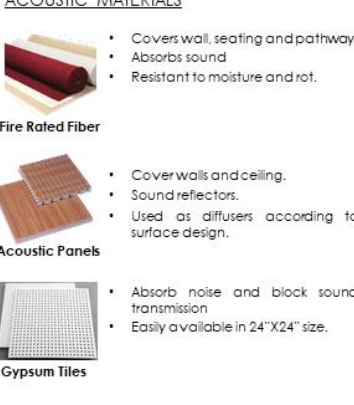 ACOUSTIC MATERIALS
• Covers wall, seating and pathway
• Absorbs sound
• Resistant to moisture and rot.
Fire Rated Fiber
• Cover walls and ceiling.
• Sound reflectors.
• Used as diffusers according to
surface design.
Acoustic Panels
• Absorb noise and block sound
transmission
• Easily available in 24"X24" size.
Gypsum Tiles